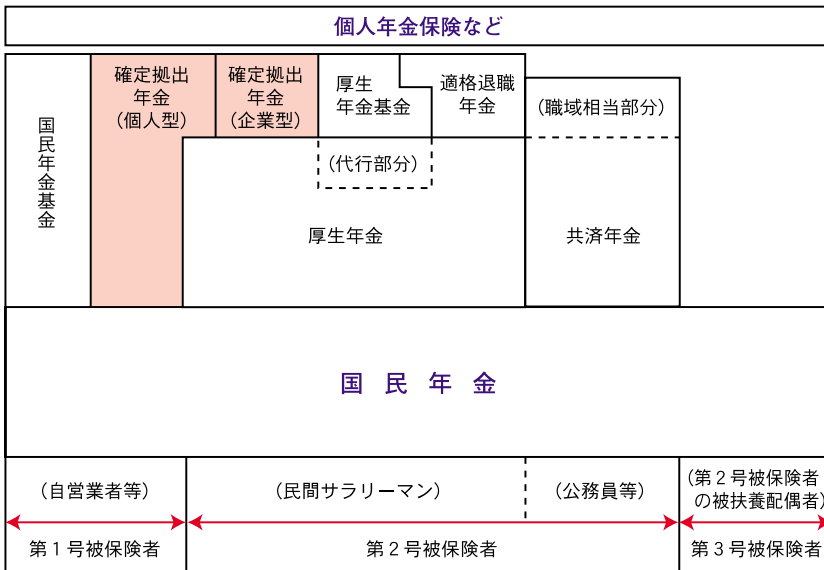 個人年金保険など
国民年金基金
確定拠出
年金
（個人型）
確定拠出
年金
（企業型）
厚生
年金基金
適格退職
年金
（職域相当部分）
（代行部分）
厚生年金
共済年金
国民年金
（自営業者等）
（民間サラリーマン）
（公務員等）
（第２号被保険者
の被扶養配偶者）
第１号被保険者
第２号被保険者
第３号被保険者